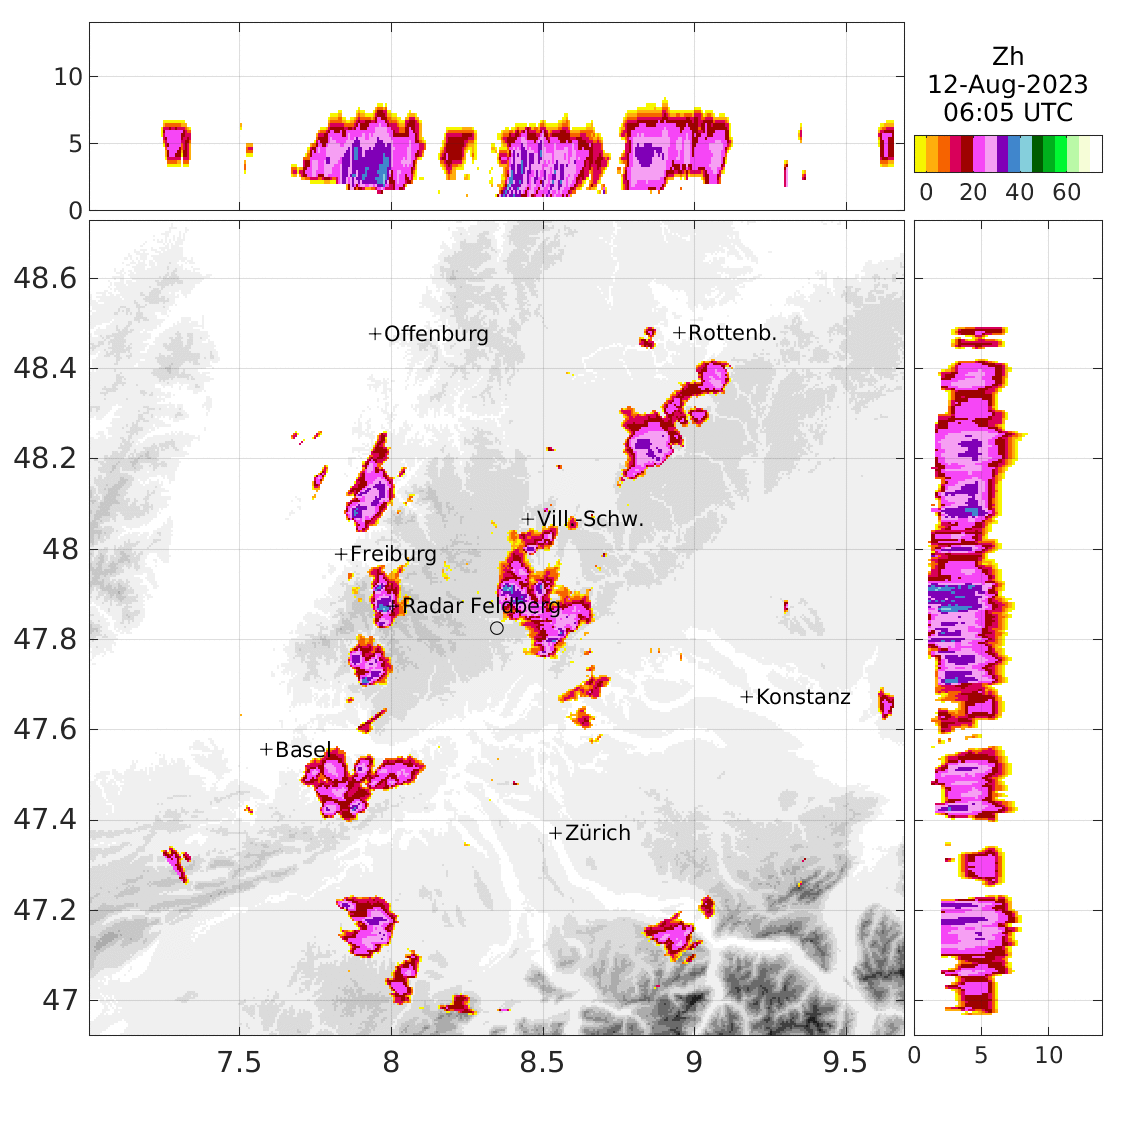 10
5
0
Zh
12-Aug-2023
06:05 UTC
0 20 40 60
48.6
48.4
48.2
48
47.8
47.6
47.4
47.2
47
+Offenburg
+Rottenb.
+Vill.-Schw.
+Freiburg
+Radar Feldberg
+Konstanz
+Basel
+Zürich
7.5 8 8.5 9 9.5
0 5 10